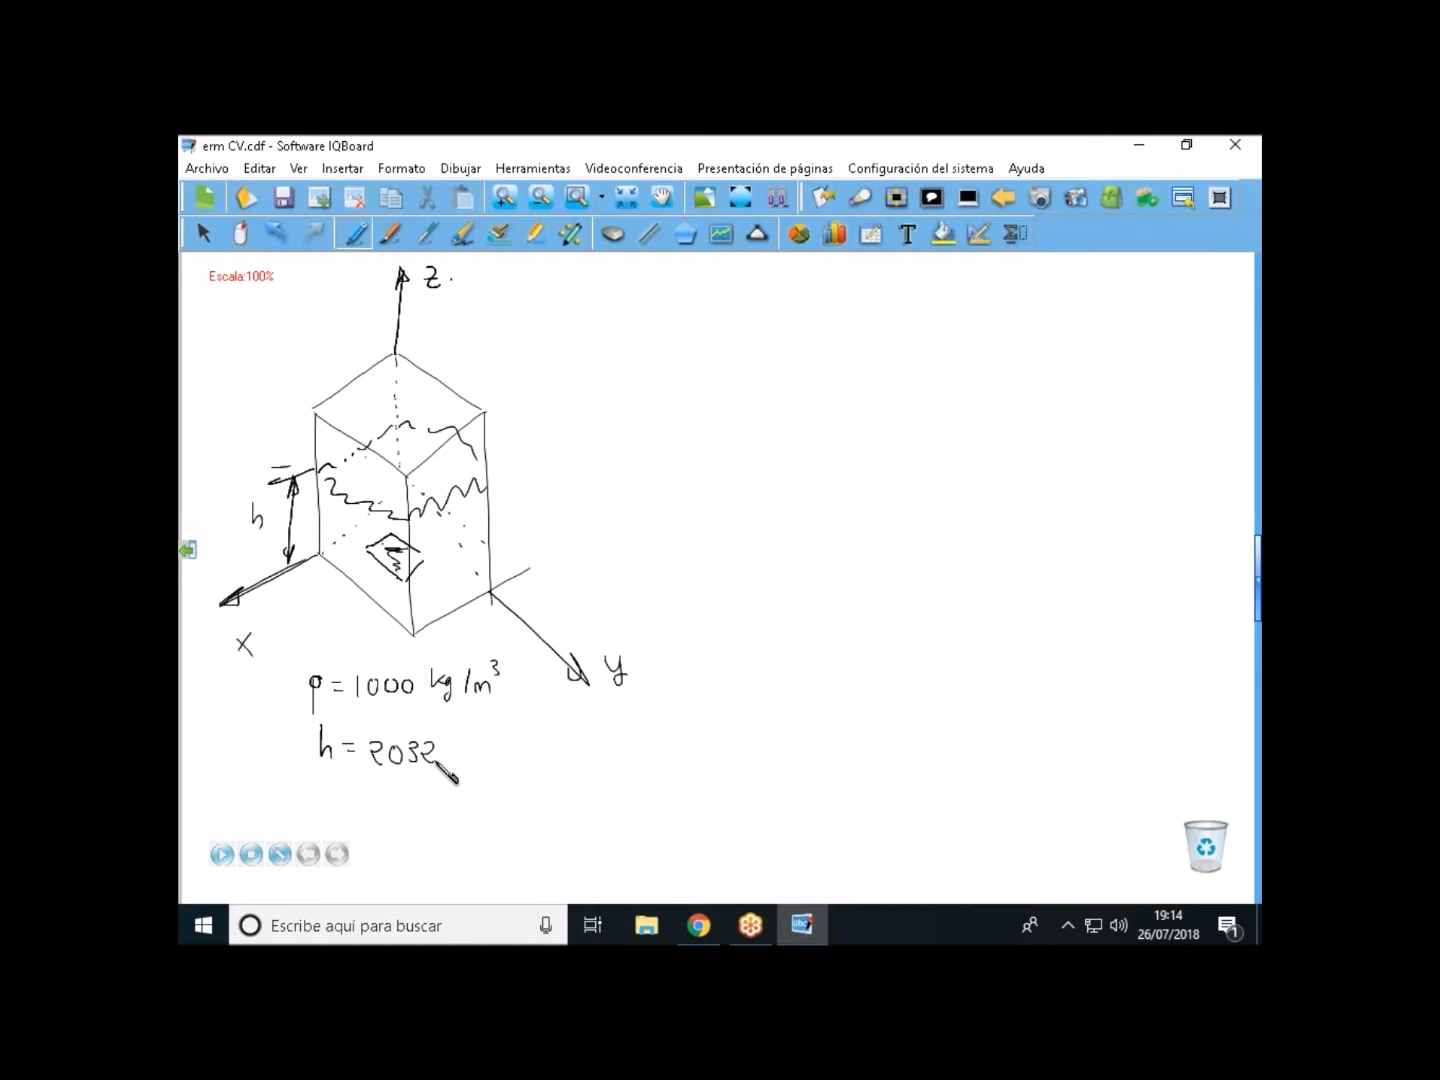 erm CV.cdf - Software IQBoard
Archivo Editar Ver Insertar Formato Dibujar Herramientas Videoconferencia Presentación de páginas Configuración del sistema Ayuda
T
Escala:100%
z.
h
x
y
ρ = 1000 kg/m³
h = 2032
Escribe aquí para buscar
19:14
26/07/2018
1